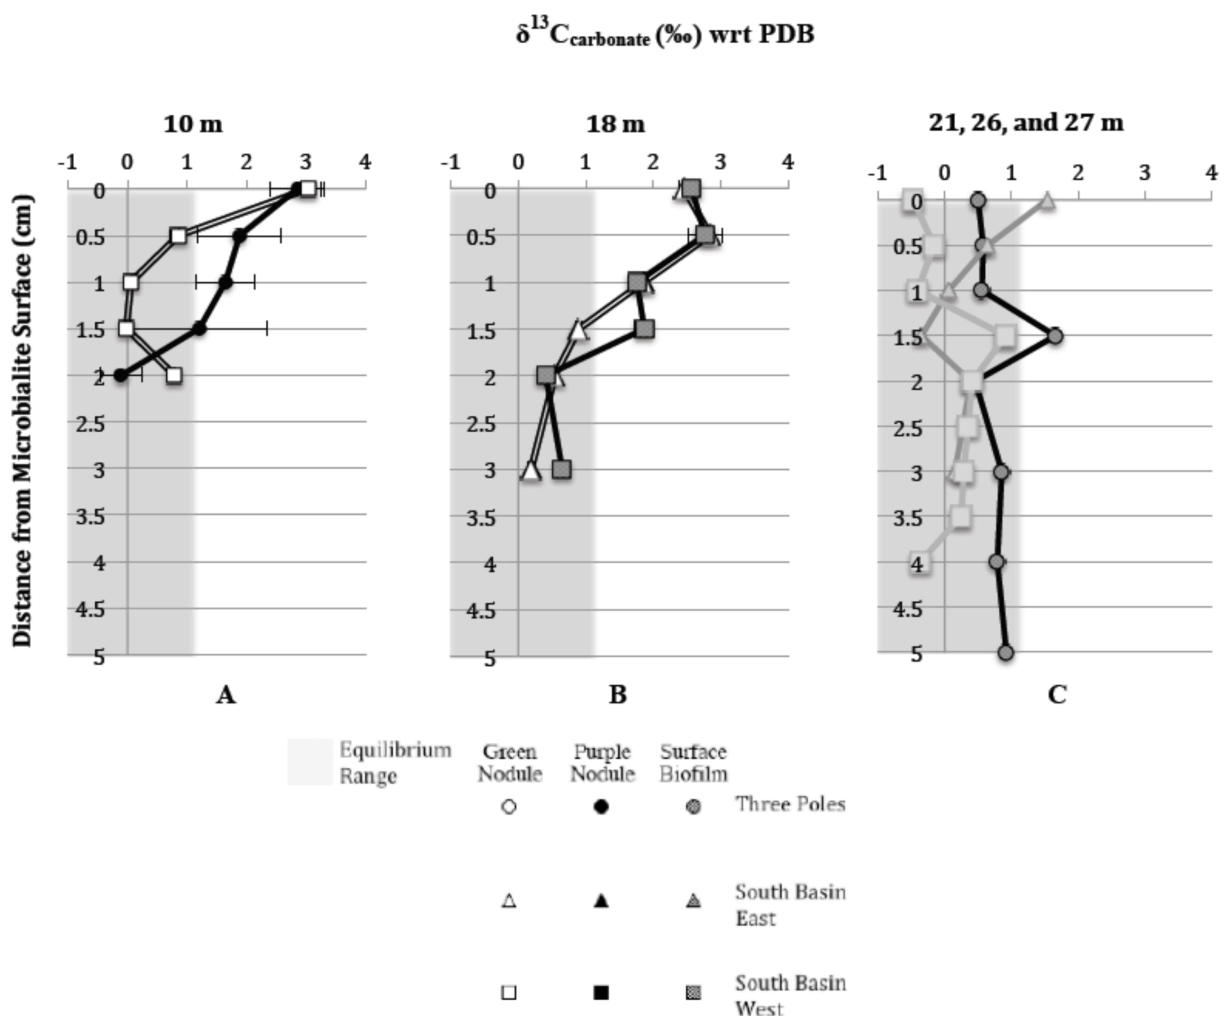 δ¹³Ccarbonate (‰) wrt PDB
10 m
18 m
21, 26, and 27 m
-1 0 1 2 3 4
-1 0 1 2 3 4
-1 0 1 2 3 4
Distance from Microbialite Surface (cm)
0
0.5
1
1.5
2
2.5
3
3.5
4
4.5
5
0
0.5
1
1.5
2
2.5
3
3.5
4
4.5
5
0
0.5
1
1.5
2
2.5
3
3.5
4
4.5
5
A
B
C
Equilibrium
Range
Green
Nodule
Purple
Nodule
Surface
Biofilm
Three Poles
South Basin
East
South Basin
West